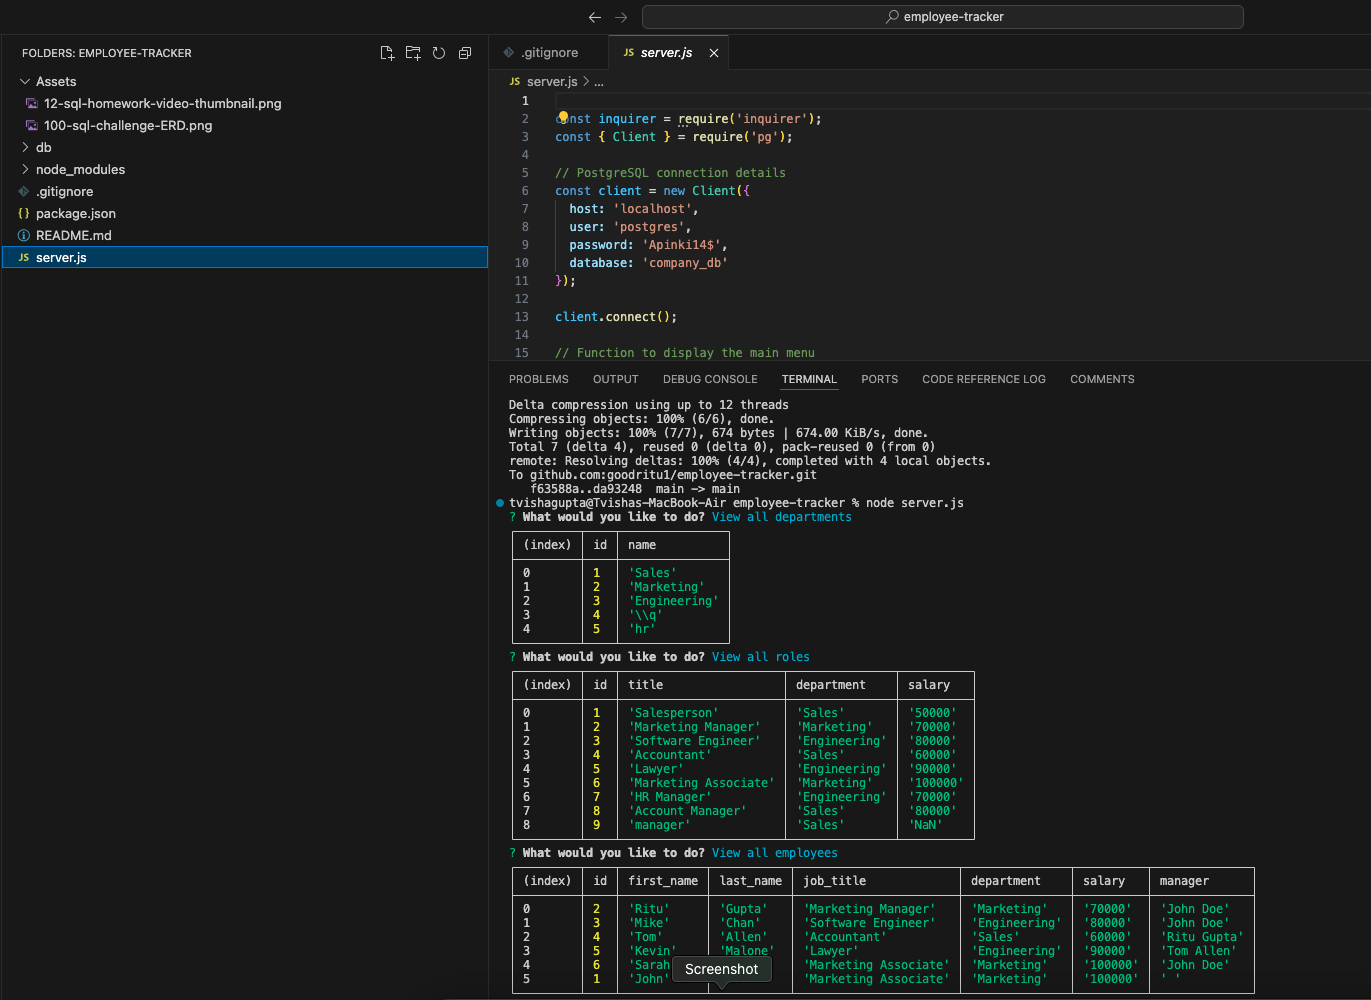 employee-tracker
FOLDERS: EMPLOYEE-TRACKER
Assets
12-sql-homework-video-thumbnail.png
100-sql-challenge-ERD.png
db
node_modules
.gitignore
{} package.json
README.md
JS server.js
.gitignore
JS server.js
JS server.js > ...
1
2 const inquirer = require('inquirer');
3 const { Client } = require('pg');
4
5 // PostgreSQL connection details
6 const client = new Client({
7 host: 'localhost',
8 user: 'postgres',
9 password: 'Apinki14$',
10 database: 'company_db'
11 });
12
13 client.connect();
14
15 // Function to display the main menu
PROBLEMS OUTPUT DEBUG CONSOLE TERMINAL PORTS CODE REFERENCE LOG COMMENTS
Delta compression using up to 12 threads
Compressing objects: 100% (6/6), done.
Writing objects: 100% (7/7), 674 bytes | 674.00 KiB/s, done.
Total 7 (delta 4), reused 0 (delta 0), pack-reused 0 (from 0)
remote: Resolving deltas: 100% (4/4), completed with 4 local objects.
To github.com:goodritu1/employee-tracker.git
f63588a..da93248 main -> main
tvishagupta@Tvishas-MacBook-Air employee-tracker % node server.js
? What would you like to do? View all departments
(index) id name
0 1 'Sales'
1 2 'Marketing'
2 3 'Engineering'
3 4 '\\q'
4 5 'hr'
? What would you like to do? View all roles
(index) id title department salary
0 1 'Salesperson' 'Sales' '50000'
1 2 'Marketing Manager' 'Marketing' '70000'
2 3 'Software Engineer' 'Engineering' '80000'
3 4 'Accountant' 'Sales' '60000'
4 5 'Lawyer' 'Engineering' '90000'
5 6 'Marketing Associate' 'Marketing' '100000'
6 7 'HR Manager' 'Engineering' '70000'
7 8 'Account Manager' 'Sales' '80000'
8 9 'manager' 'Sales' 'NaN'
? What would you like to do? View all employees
(index) id first_name last_name job_title department salary manager
0 2 'Ritu' 'Gupta' 'Marketing Manager' 'Marketing' '70000' 'John Doe'
1 3 'Mike' 'Chan' 'Software Engineer' 'Engineering' '80000' 'John Doe'
2 4 'Tom' 'Allen' 'Accountant' 'Sales' '60000' 'Ritu Gupta'
3 5 'Kevin' 'Malone' 'Lawyer' 'Engineering' '90000' 'Tom Allen'
4 6 'Sarah 'Marketing Associate' 'Marketing' '100000' 'John Doe'
5 1 'John' 'Marketing Associate' 'Marketing' '100000' ' '
Screenshot